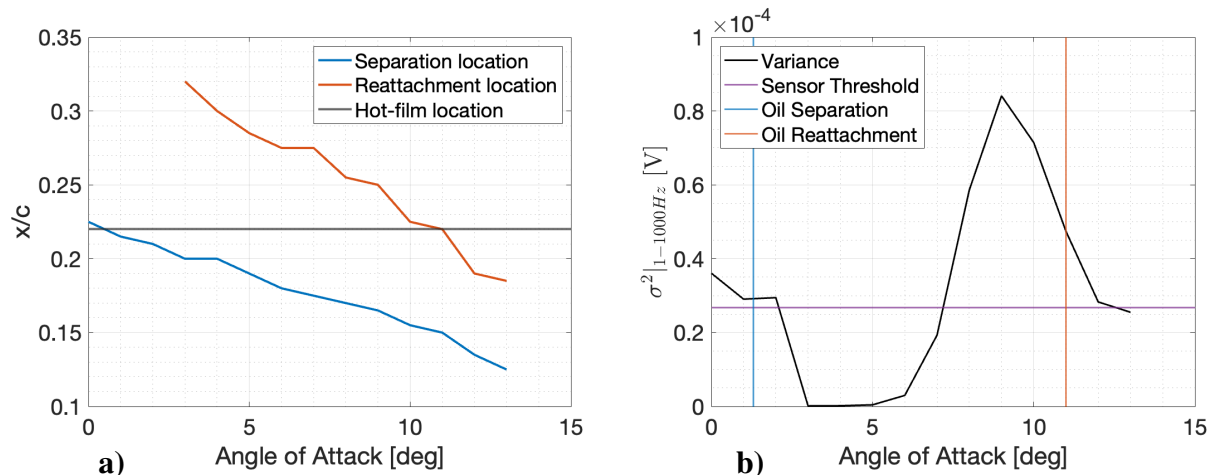 0.35
0.3
0.25
0.2
0.15
0.1
x/c
Separation location
Reattachment location
Hot-film location
0 5 10 15
Angle of Attack [deg]
a)
×10^-4
1
0.8
0.6
0.4
0.2
0
σ²|₁₋₁₀₀₀Hz [V]
Variance
Sensor Threshold
Oil Separation
Oil Reattachment
0 5 10 15
Angle of Attack [deg]
b)